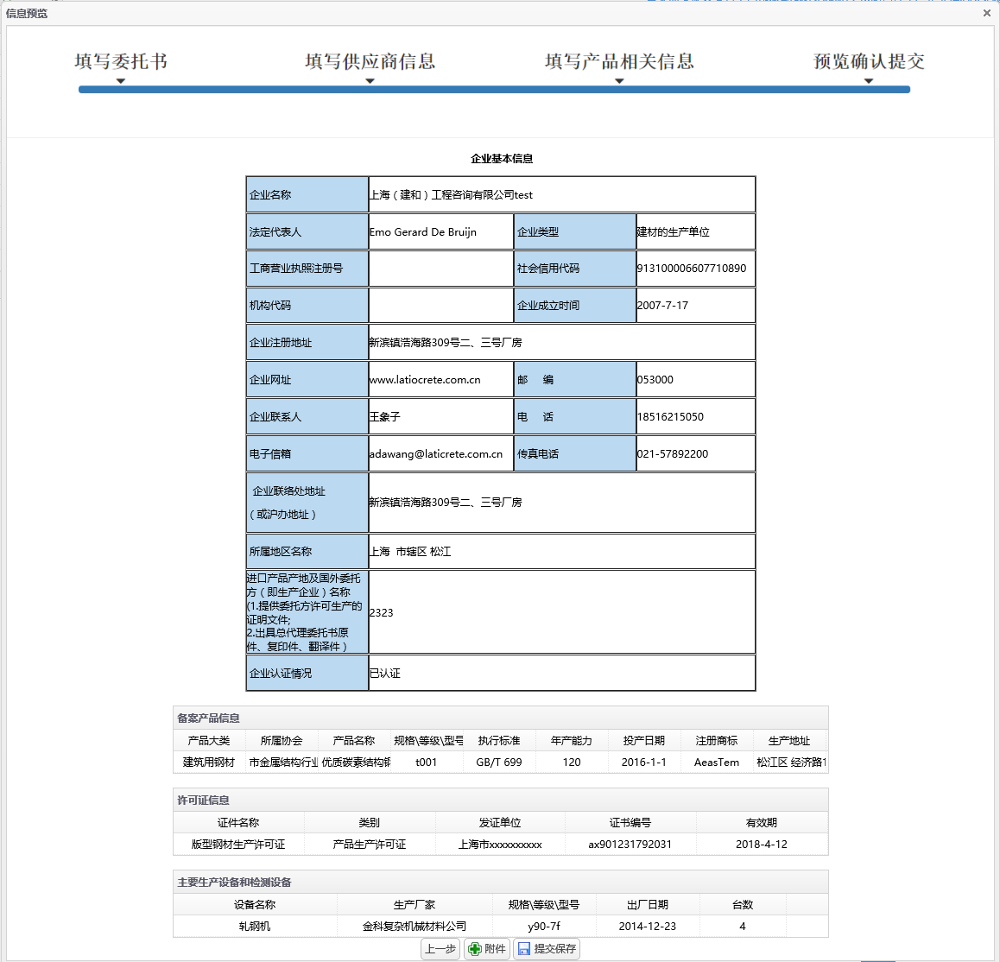 信息预览
填写委托书 填写供应商信息 填写产品相关信息 预览确认提交
企业基本信息
企业名称 上海（建和）工程咨询有限公司test
法定代表人 Emo Gerard De Bruijn 企业类型 建材的生产单位
工商营业执照注册号 社会信用代码 913100006607710890
机构代码 企业成立时间 2007-7-17
企业注册地址 新滨镇浩海路309号二、三号厂房
企业网址 www.latiocrete.com.cn 邮 编 053000
企业联系人 王象子 电 话 18516215050
电子信箱 adawang@laticrete.com.cn 传真电话 021-57892200
企业联络处地址
（或沪办地址） 新滨镇浩海路309号二、三号厂房
所属地区名称 上海 市辖区 松江
进口产品产地及国外委托
方（即生产企业）名称
(1.提供委托方许可生产的
证明文件;
2.出具总代理委托书原
件、复印件、翻译件） 2323
企业认证情况 已认证
备案产品信息
产品大类 所属协会 产品名称 规格\等级\型号 执行标准 年产能力 投产日期 注册商标 生产地址
建筑用钢材 市金属结构行业 优质碳素结构钢 t001 GB/T 699 120 2016-1-1 AeasTem 松江区 经济路1
许可证信息
证件名称 类别 发证单位 证书编号 有效期
版型钢材生产许可证 产品生产许可证 上海市xxxxxxxxxx ax901231792031 2018-4-12
主要生产设备和检测设备
设备名称 生产厂家 规格\等级\型号 出厂日期 台数
轧钢机 金科复杂机械材料公司 y90-7f 2014-12-23 4
上一步 附件 提交保存